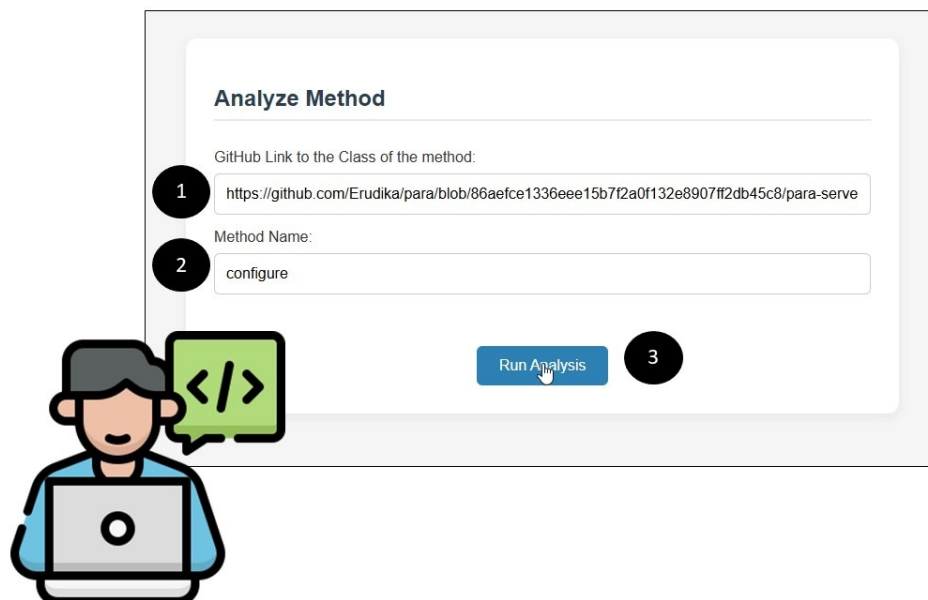 Analyze Method
GitHub Link to the Class of the method:
1
https://github.com/Erudika/para/blob/86aefce1336eee15b7f2a0f132e8907ff2db45c8/para-serve
Method Name:
2
configure
Run Analysis
3
</>